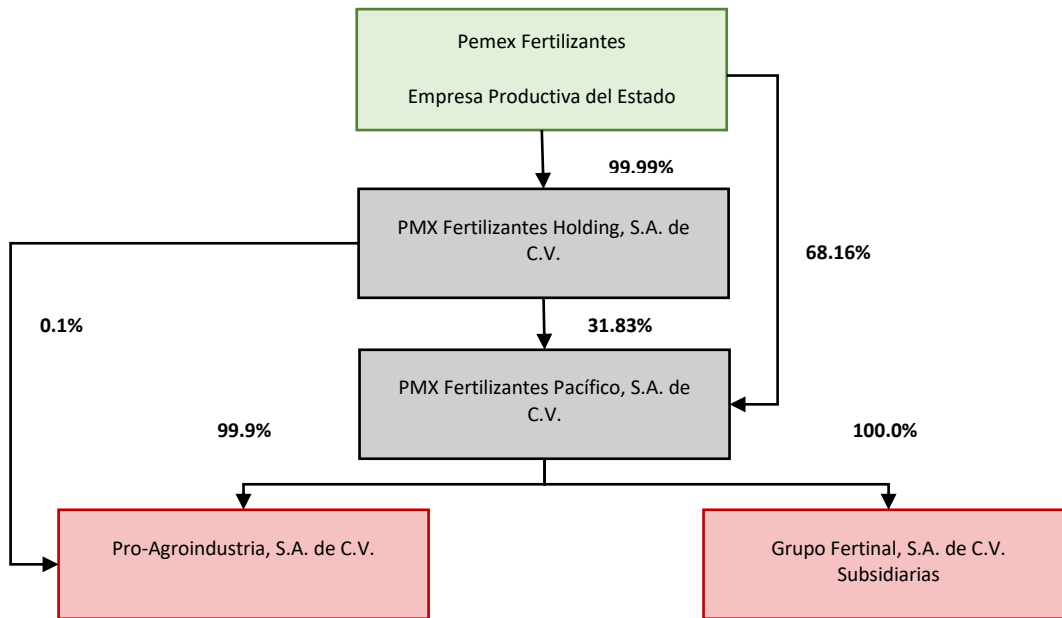 Pemex Fertilizantes
Empresa Productiva del Estado
99.99%
PMX Fertilizantes Holding, S.A. de
C.V.
68.16%
0.1%
31.83%
PMX Fertilizantes Pacífico, S.A. de
C.V.
99.9%
100.0%
Pro-Agroindustria, S.A. de C.V.
Grupo Fertinal, S.A. de C.V.
Subsidiarias